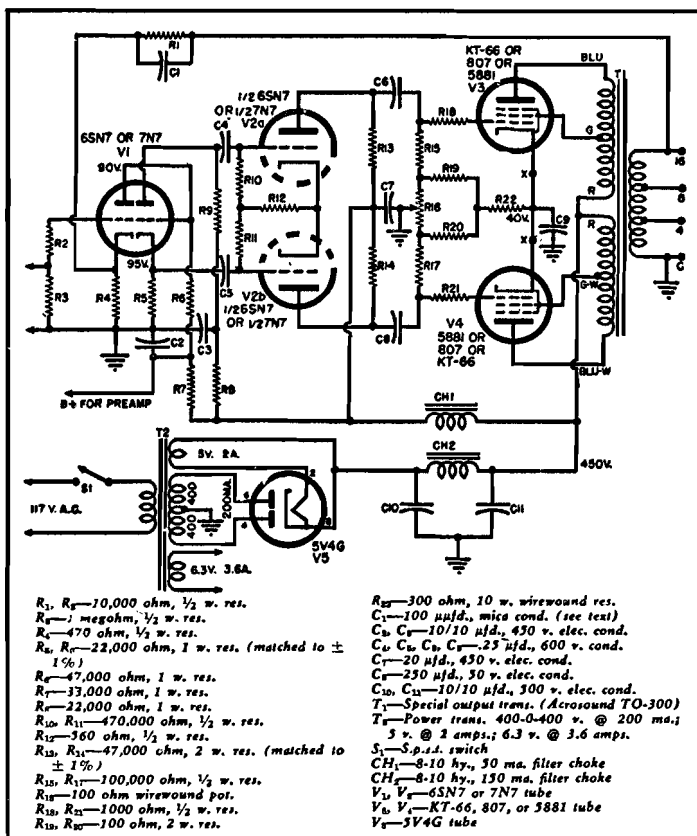 R1
C1
KT-66 OR
807 OR
5881
V3
BLU
T1
1/2 6SN7
OR 1/27N7
V2a
C6
6SN7 OR 7N7
V1
90V.
C4
R18
G
16
R10
R13
R15
R19
R9
R12
C7
R16
R22
40V.
X
R
8
R2
95V.
R11
R20
C9
X
R
4
R3
R4
R5
R6
C5
R14
R17
V2b
1/26SN7
OR 1/27N7
R21
G-W
C
C2
C3
C8
V4
5881 OR
807 OR
KT-66
BLU-W
R7
R8
B+ FOR PREAMP
CH1
T2
5V. 2A.
CH2
450V.
S1
117 V. A.C.
400
400
200MA.
6
4
2
8
C10
C11
5V4G
V5
6.3V. 3.6A.
R1, R2—10,000 ohm, 1/2 w. res.
R3—1 megohm, 1/2 w. res.
R4—470 ohm, 1/2 w. res.
R5, R7—22,000 ohm, 1 w. res. (matched to ±
1%)
R6—47,000 ohm, 1 w. res.
R7—33,000 ohm, 1 w. res.
R8—22,000 ohm, 1 w. res.
R10, R11—470,000 ohm, 1/2 w. res.
R12—560 ohm, 1/2 w. res.
R13, R14—47,000 ohm, 2 w. res. (matched to
± 1%)
R15, R17—100,000 ohm, 1/2 w. res.
R16—100 ohm wirewound pot.
R18, R21—1000 ohm, 1/2 w. res.
R19, R20—100 ohm, 2 w. res.
R22—300 ohm, 10 w. wirewound res.
C1—100 μμfd., mica cond. (see text)
C2, C3—10/10 μfd., 450 v. elec. cond.
C4, C5, C6, C8—.25 μfd., 600 v. cond.
C7—20 μfd., 450 v. elec. cond.
C9—250 μfd., 50 v. elec. cond.
C10, C11—10/10 μfd., 500 v. elec. cond.
T1—Special output trans. (Acrosound TO-300)
T2—Power trans. 400-0-400 v. @ 200 ma.;
5 v. @ 2 amps.; 6.3 v. @ 3.6 amps.
S1—S.p.s.t. switch
CH1—8-10 hy., 50 ma. filter choke
CH2—8-10 hy., 150 ma. filter choke
V1, V2—6SN7 or 7N7 tube
V3, V4—KT-66, 807, or 5881 tube
V5—5V4G tube